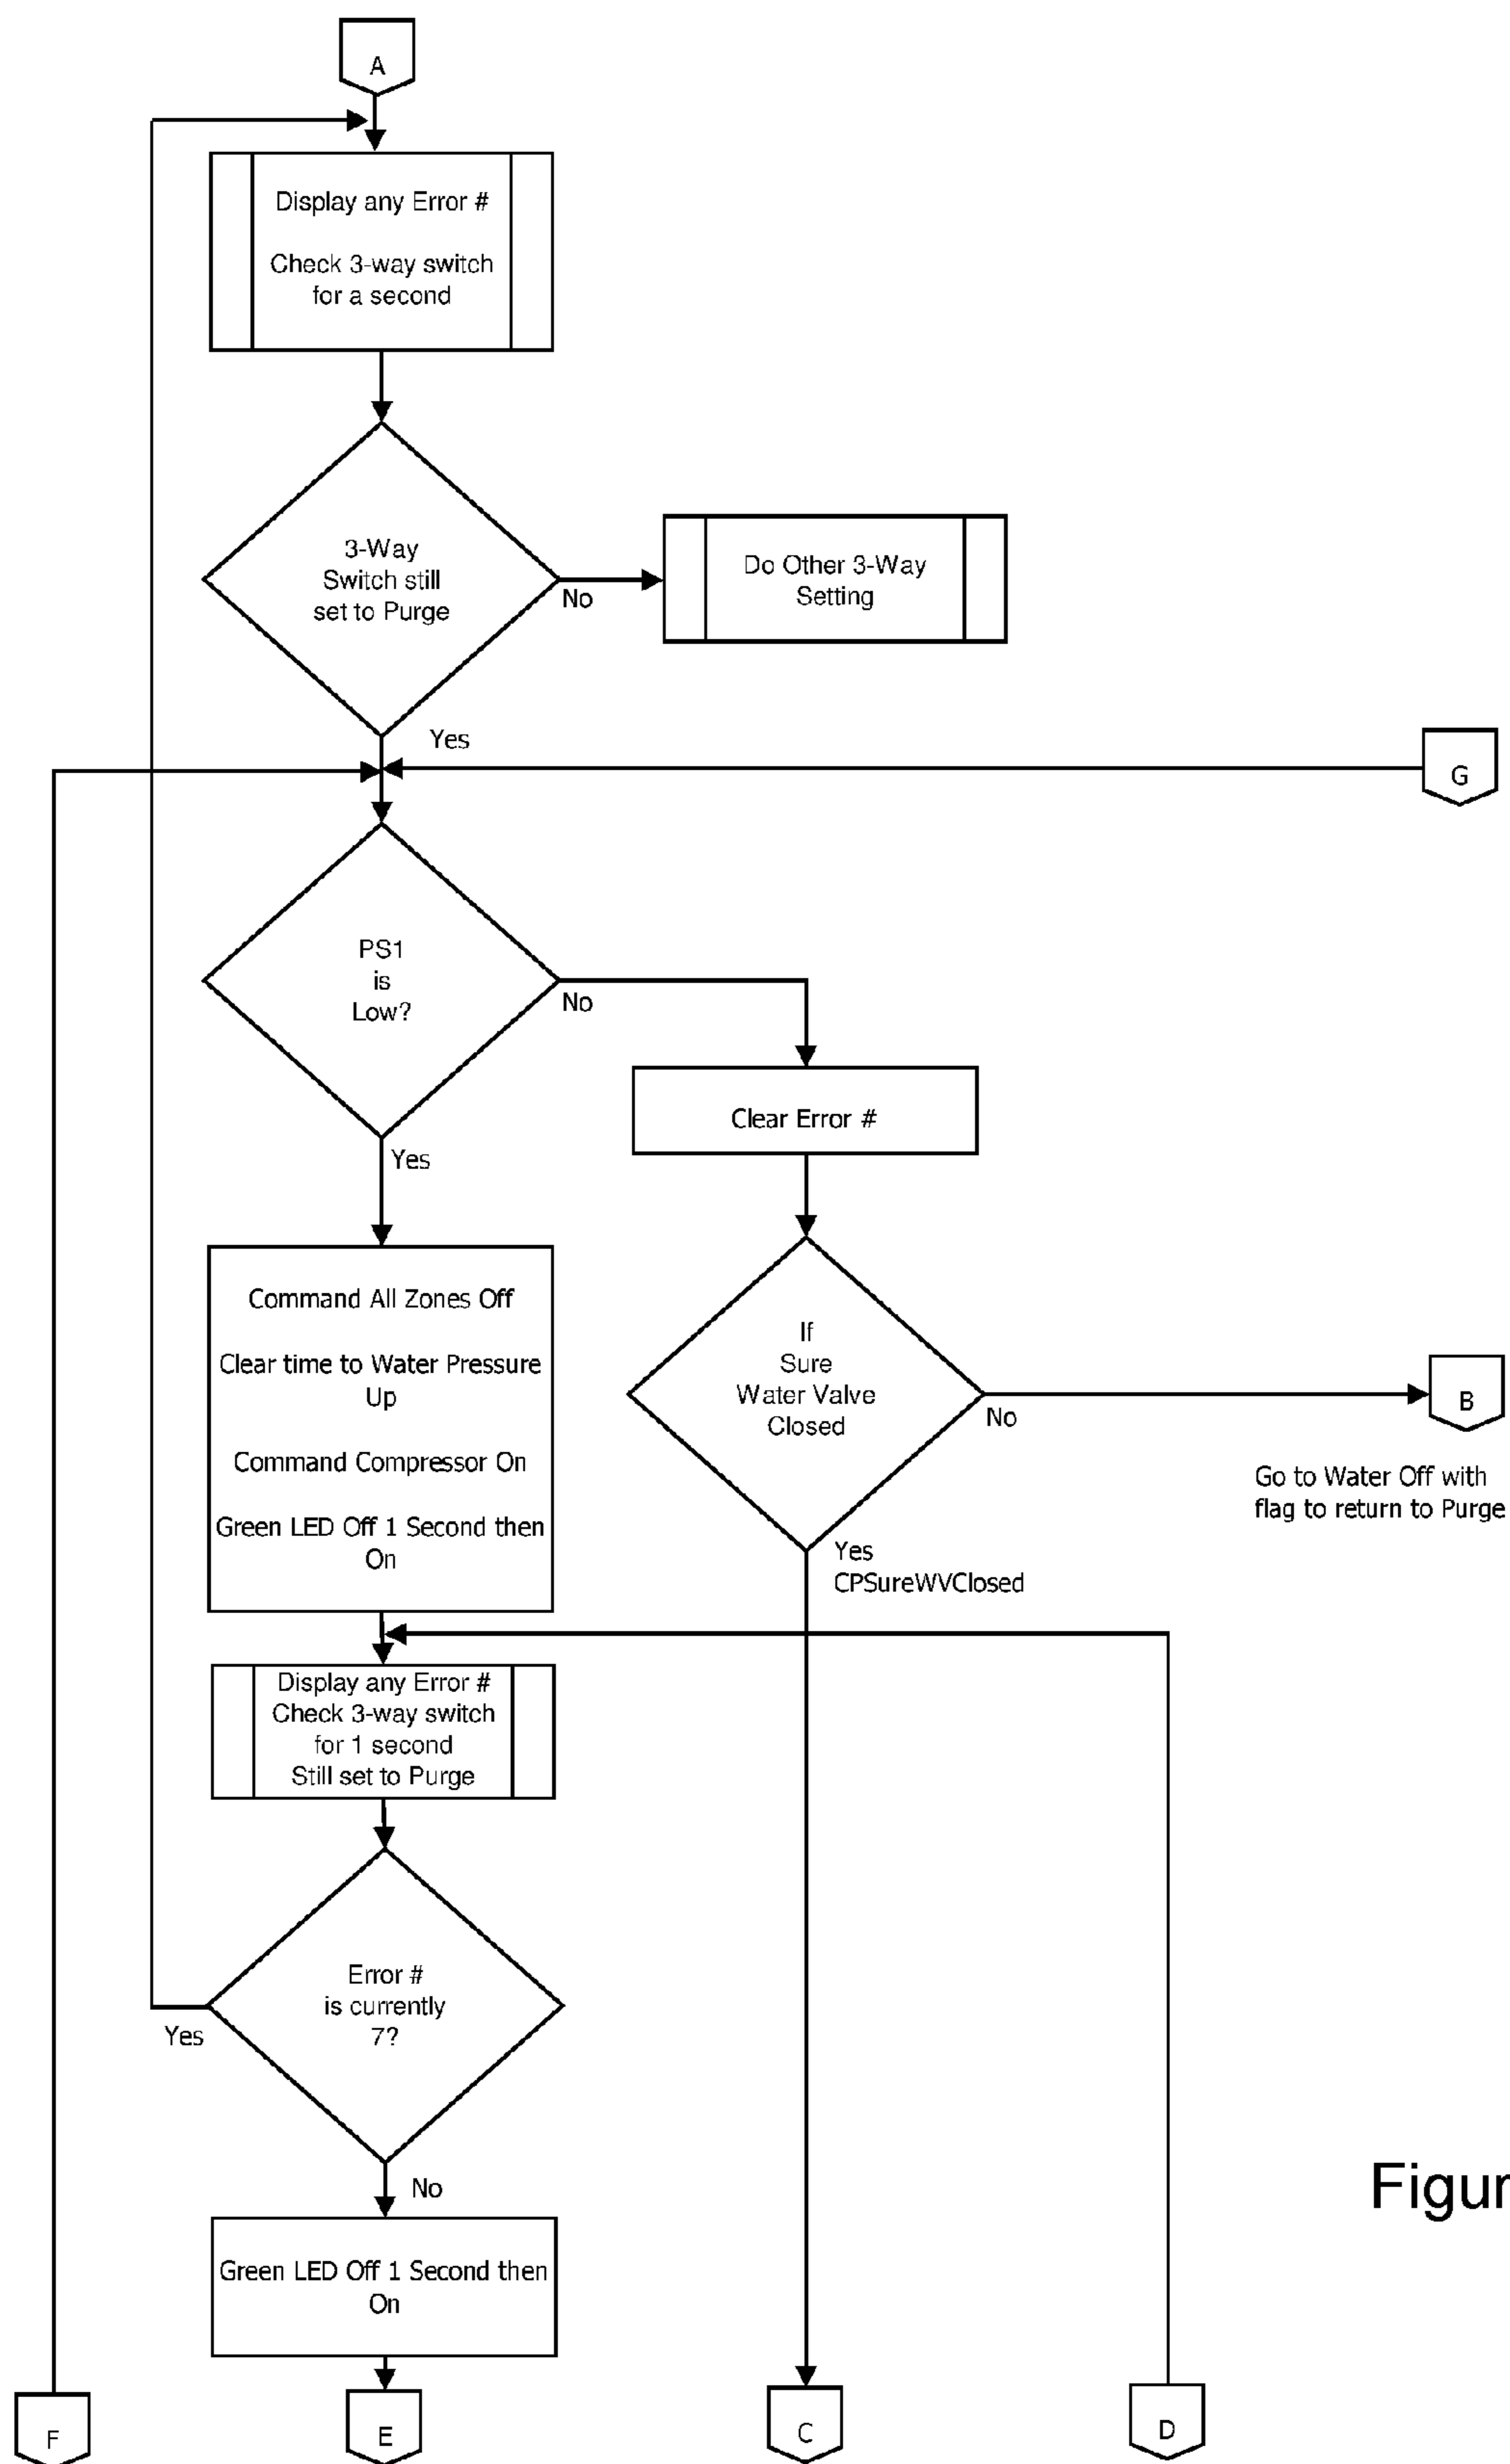 A
Display any Error #
Check 3-way switch
for a second
3-Way
Switch still
set to Purge
No
Do Other 3-Way
Setting
Yes
G
PS1
is
Low?
No
Clear Error #
Yes
Command All Zones Off
Clear time to Water Pressure
Up
Command Compressor On
Green LED Off 1 Second then
On
If
Sure
Water Valve
Closed
No
B
Go to Water Off with
flag to return to Purge
Yes
CPSureWVClosed
Display any Error #
Check 3-way switch
for 1 second
Still set to Purge
Error #
is currently
7?
Yes
No
Figur
Green LED Off 1 Second then
On
F
E
C
D